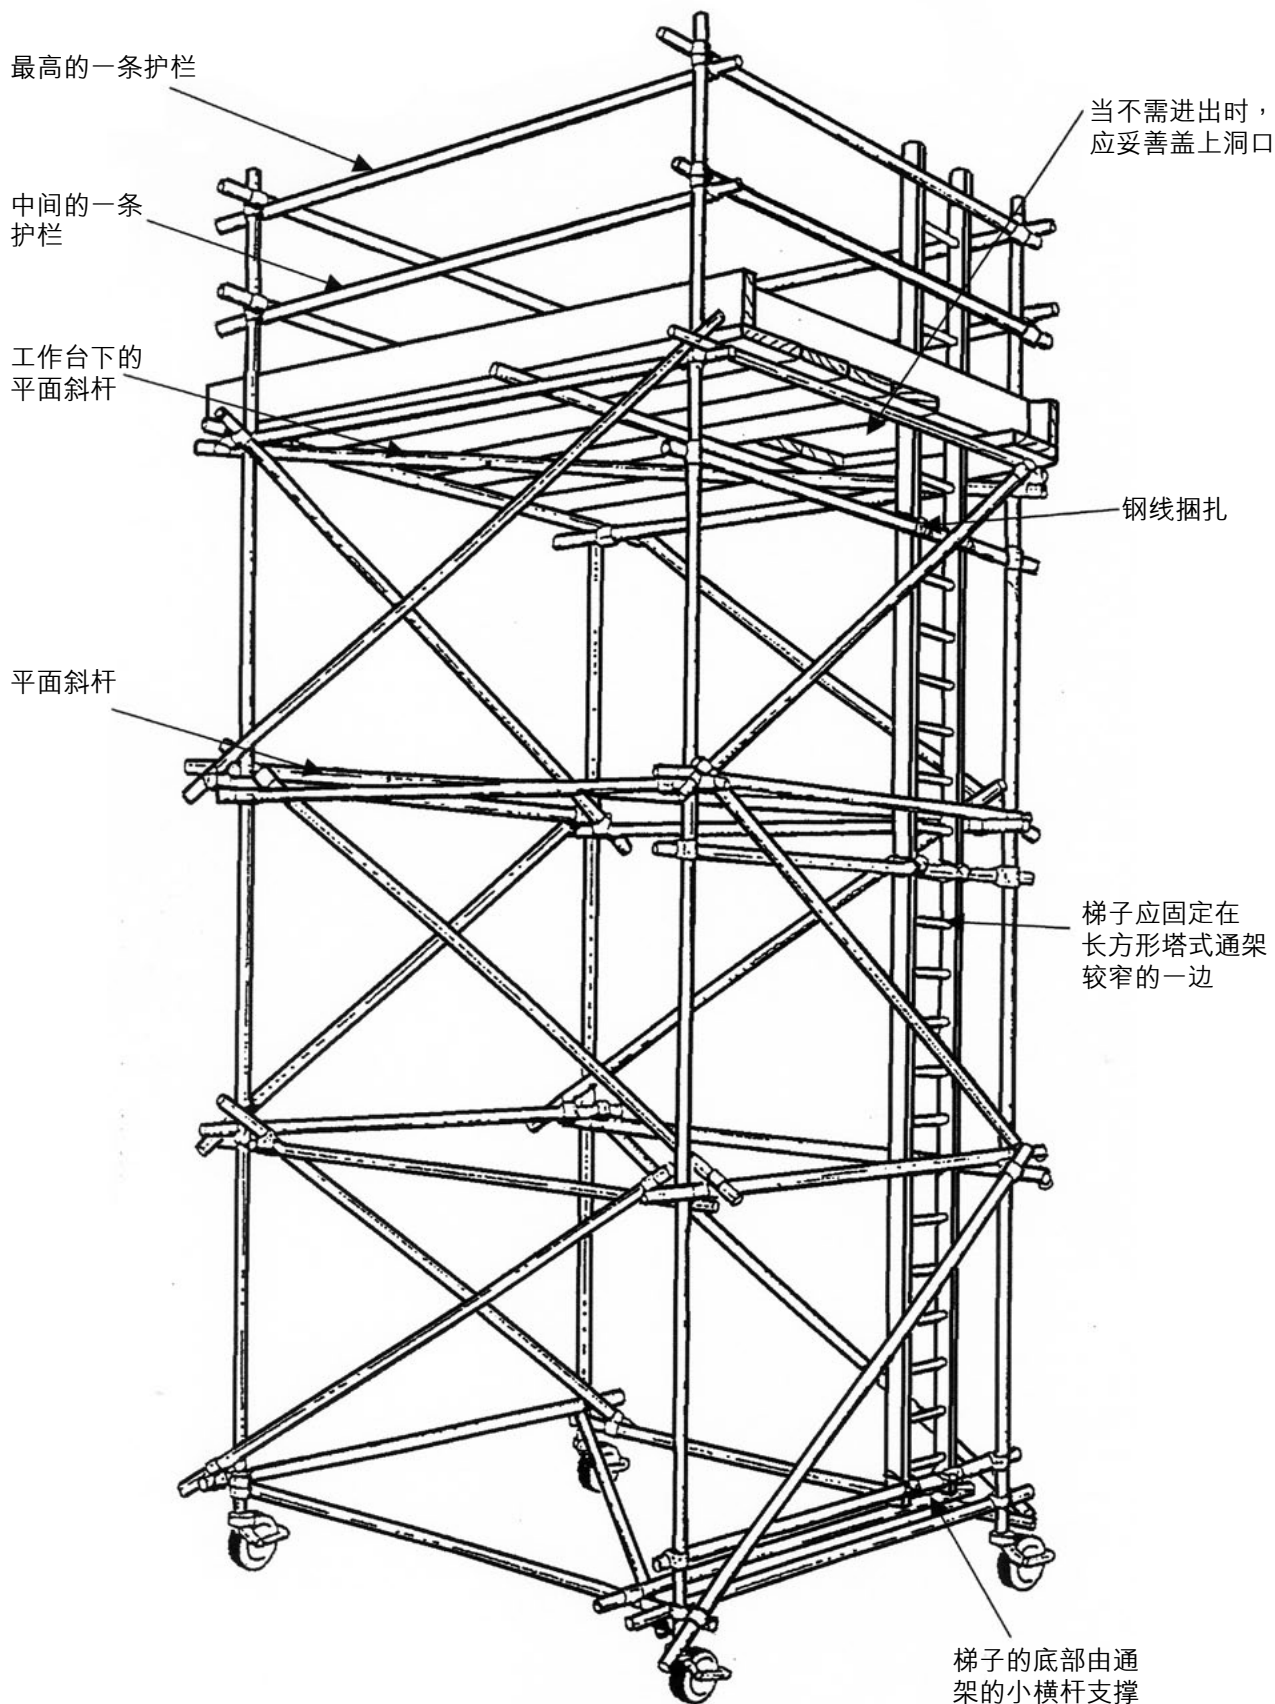 最高的一条护栏
当不需进出时，
应妥善盖上洞口
中间的一条
护栏
工作台下的
平面斜杆
钢线捆扎
平面斜杆
梯子应固定在
长方形塔式通架
较窄的一边
梯子的底部由通
架的小横杆支撑